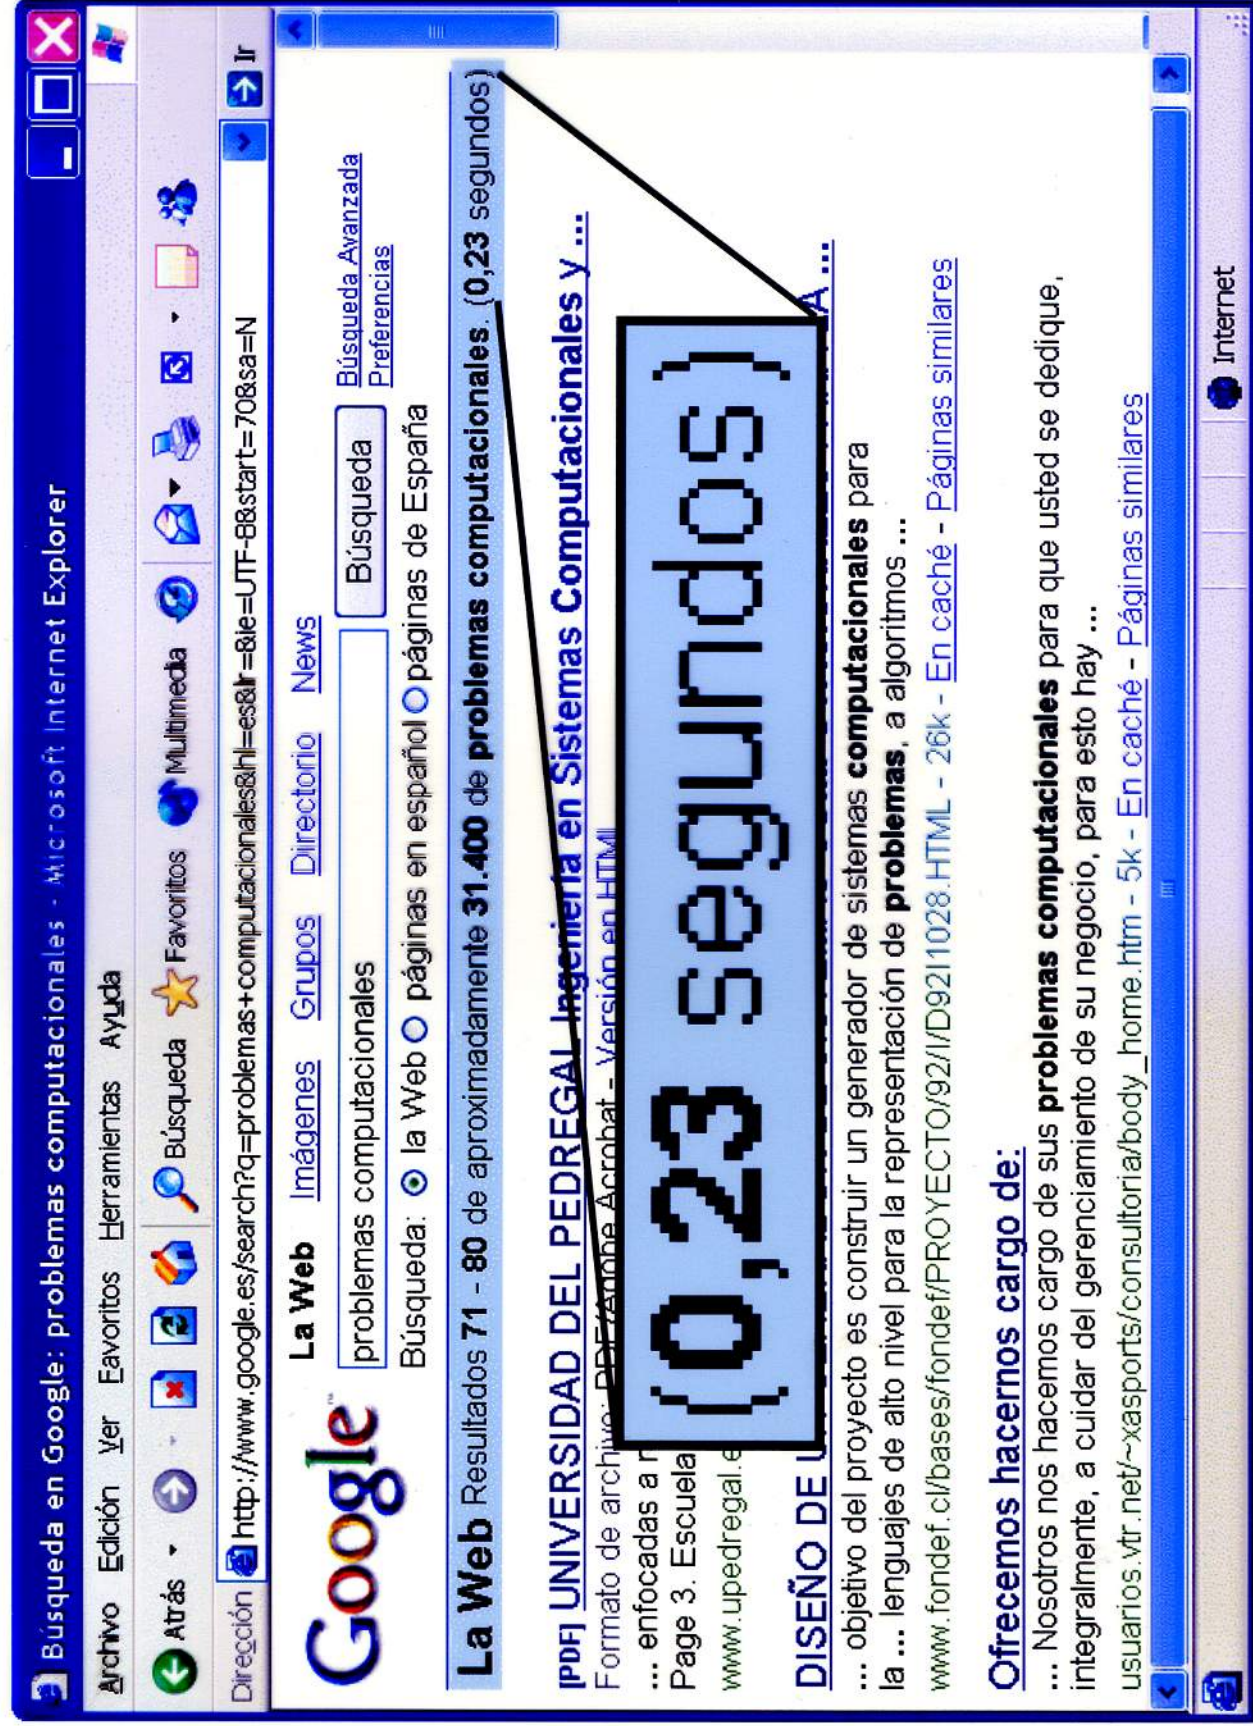 Búsqueda en Google: problemas computacionales - Microsoft Internet Explorer
Archivo Edición Ver Favoritos Herramientas Ayuda
Atrás Búsqueda Favoritos Multimedia
Dirección http://www.google.es/search?q=problemas+computacionales&hl=es&lr=&ie=UTF-8&start=70&sa=N Ir
Google™
La Web Imágenes Grupos Directorio News
problemas computacionales Búsqueda
Búsqueda Avanzada
Preferencias
Búsqueda: la Web páginas en español páginas de España
La Web Resultados 71 - 80 de aproximadamente 31.400 de problemas computacionales. (0,23 segundos)
[PDF] UNIVERSIDAD DEL PEDREGAL Ingeniería en Sistemas Computacionales y ...
Formato de archivo: PDF/Adobe Acrobat - Versión en HTML
... enfocadas a
Page 3. Escuela
www.upedregal.e
(0,23 segundos)
DISEÑO DE ...
... objetivo del proyecto es construir un generador de sistemas computacionales para
la ... lenguajes de alto nivel para la representación de problemas, a algoritmos ...
www.fondef.cl/bases/fondef/PROYECTO/92/I/D92I1028.HTML - 26k - En caché - Páginas similares
Ofrecemos hacernos cargo de:
... Nosotros nos hacemos cargo de sus problemas computacionales para que usted se dedique,
integralmente, a cuidar del gerenciamiento de su negocio, para esto hay ...
usuarios.vtr.net/~xasports/consultoria/body_home.htm - 5k - En caché - Páginas similares
Internet